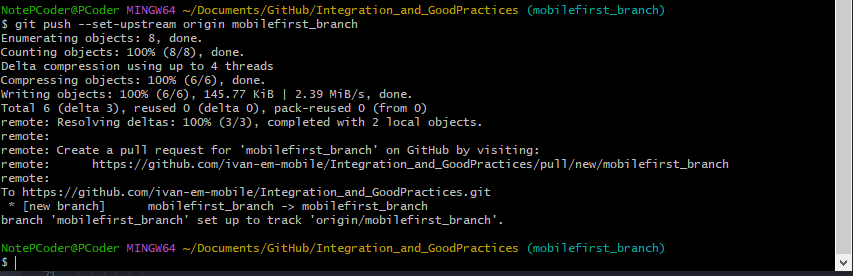 NotePCoder@PCoder MINGW64 ~/Documents/GitHub/Integration_and_GoodPractices (mobilefirst_branch)
$ git push --set-upstream origin mobilefirst_branch
Enumerating objects: 8, done.
Counting objects: 100% (8/8), done.
Delta compression using up to 4 threads
Compressing objects: 100% (6/6), done.
Writing objects: 100% (6/6), 145.77 KiB | 2.39 MiB/s, done.
Total 6 (delta 3), reused 0 (delta 0), pack-reused 0 (from 0)
remote: Resolving deltas: 100% (3/3), completed with 2 local objects.
remote:
remote: Create a pull request for 'mobilefirst_branch' on GitHub by visiting:
remote:      https://github.com/ivan-em-mobile/Integration_and_GoodPractices/pull/new/mobilefirst_branch
remote:
To https://github.com/ivan-em-mobile/Integration_and_GoodPractices.git
 * [new branch]      mobilefirst_branch -> mobilefirst_branch
branch 'mobilefirst_branch' set up to track 'origin/mobilefirst_branch'.
NotePCoder@PCoder MINGW64 ~/Documents/GitHub/Integration_and_GoodPractices (mobilefirst_branch)
$
71